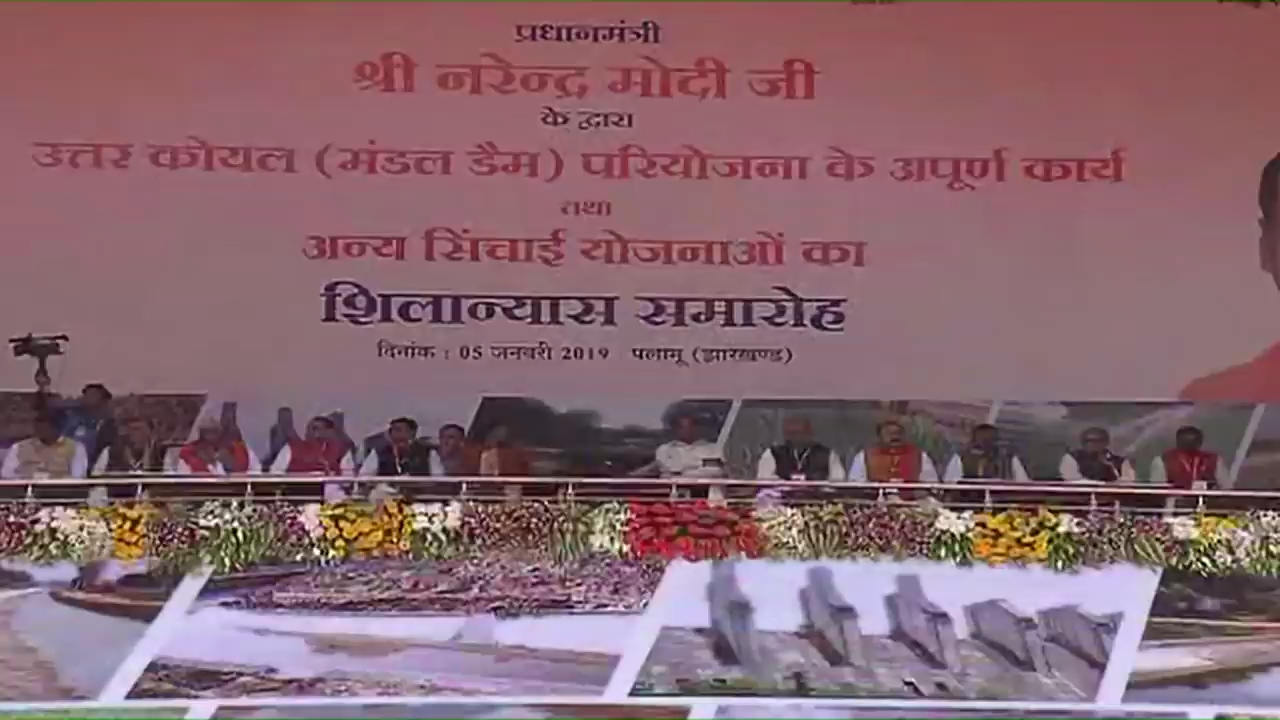 प्रधानमंत्री
श्री नरेन्द्र मोदी जी
के द्वारा
उत्तर कोयल (मंडल डैम) परियोजना के अपूर्ण कार्य
तथा
अन्य सिंचाई योजनाओं का
शिलान्यास समारोह
दिनांक : 05 जनवरी 2019 पलामू (झारखण्ड)